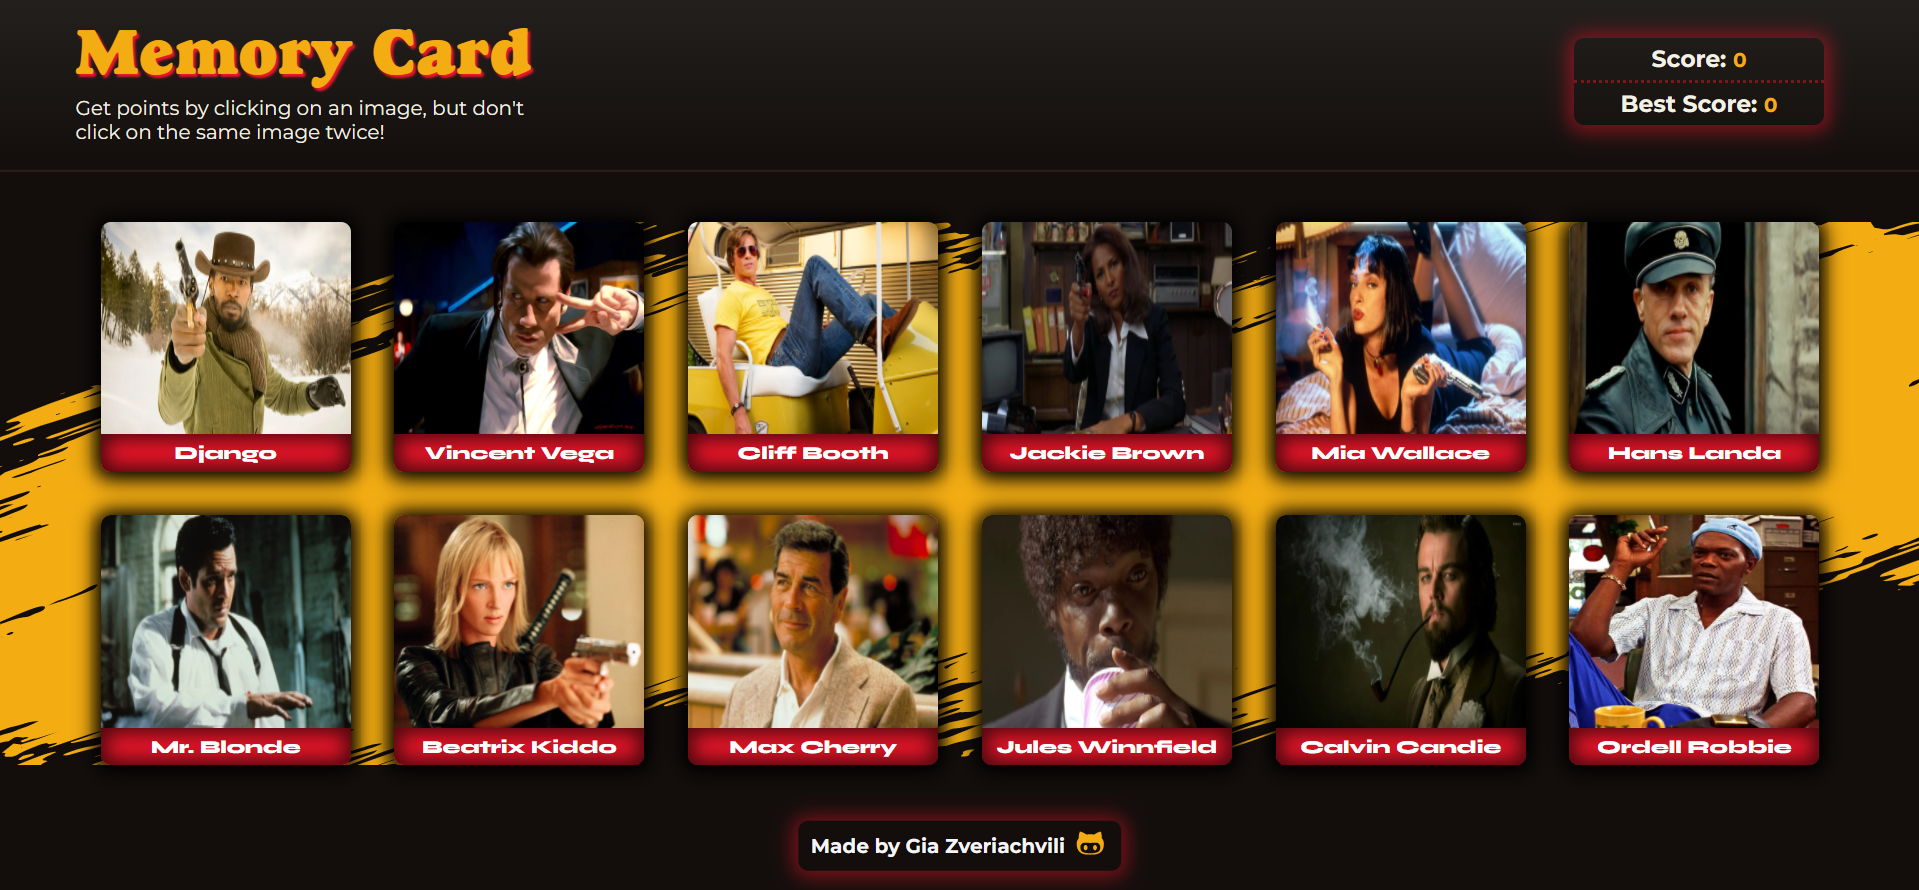 Memory Card
Get points by clicking on an image, but don't
click on the same image twice!
Score: 0
Best Score: 0
Django
Vincent Vega
Cliff Booth
Jackie Brown
Mia Wallace
Hans Landa
Mr. Blonde
Beatrix Kiddo
Max Cherry
Jules Winnfield
Calvin Candie
Ordell Robbie
Made by Gia Zveriachvili